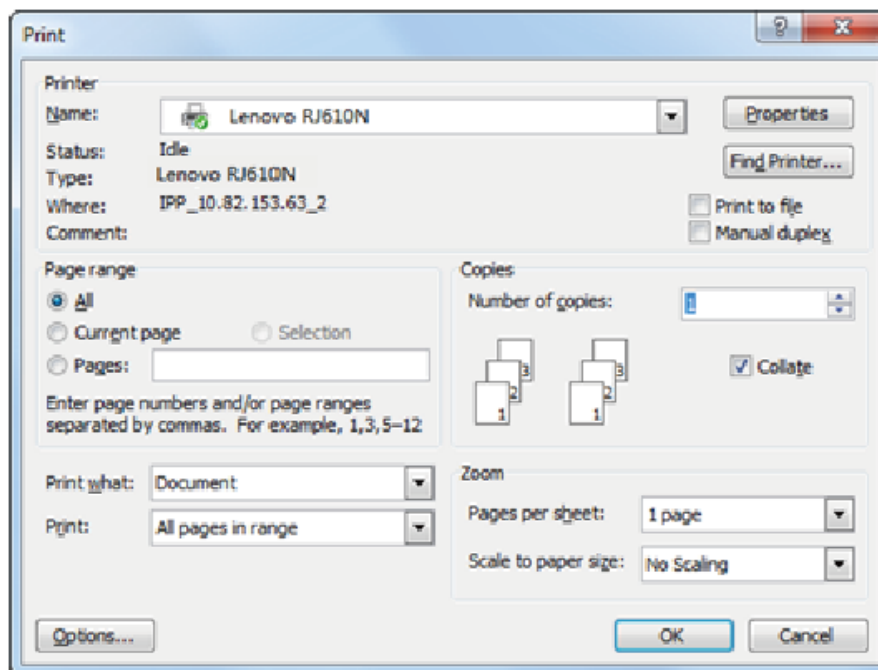 Print
Printer
Name:
Lenovo RJ610N
Properties
Status:
Idle
Find Printer...
Type:
Lenovo RJ610N
Where:
IPP_10.82.153.63_2
Print to file
Comment:
Manual duplex
Page range
All
Current page
Selection
Pages:
Enter page numbers and/or page ranges
separated by commas. For example, 1,3,5–12
Copies
Number of copies:
1
3
2
1
3
2
1
Collate
Print what:
Document
Print:
All pages in range
Zoom
Pages per sheet:
1 page
Scale to paper size:
No Scaling
Options...
OK
Cancel